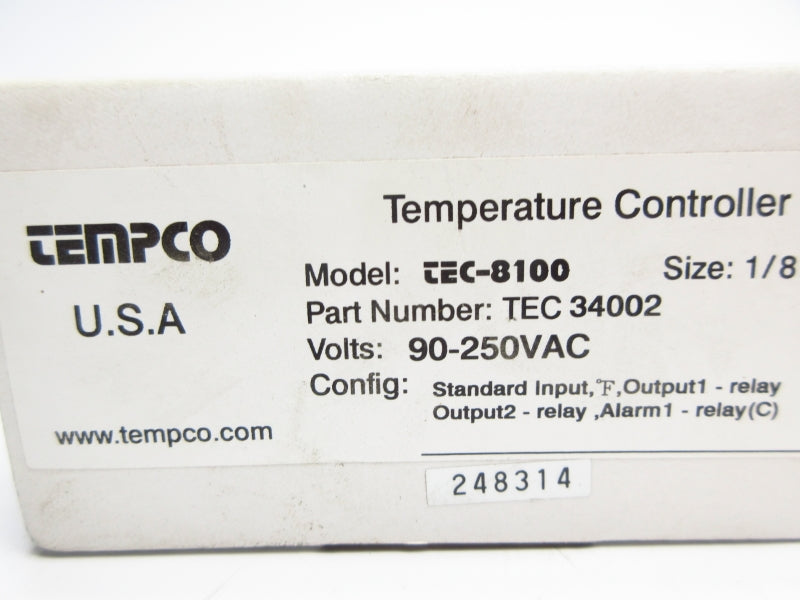 Temperature Controller
TEMPCO
U.S.A
www.tempco.com
Model: TEC-8100 Size: 1/8
Part Number: TEC 34002
Volts: 90-250VAC
Config: Standard Input,℉,Output1 - relay
Output2 - relay ,Alarm1 - relay(C)
248314